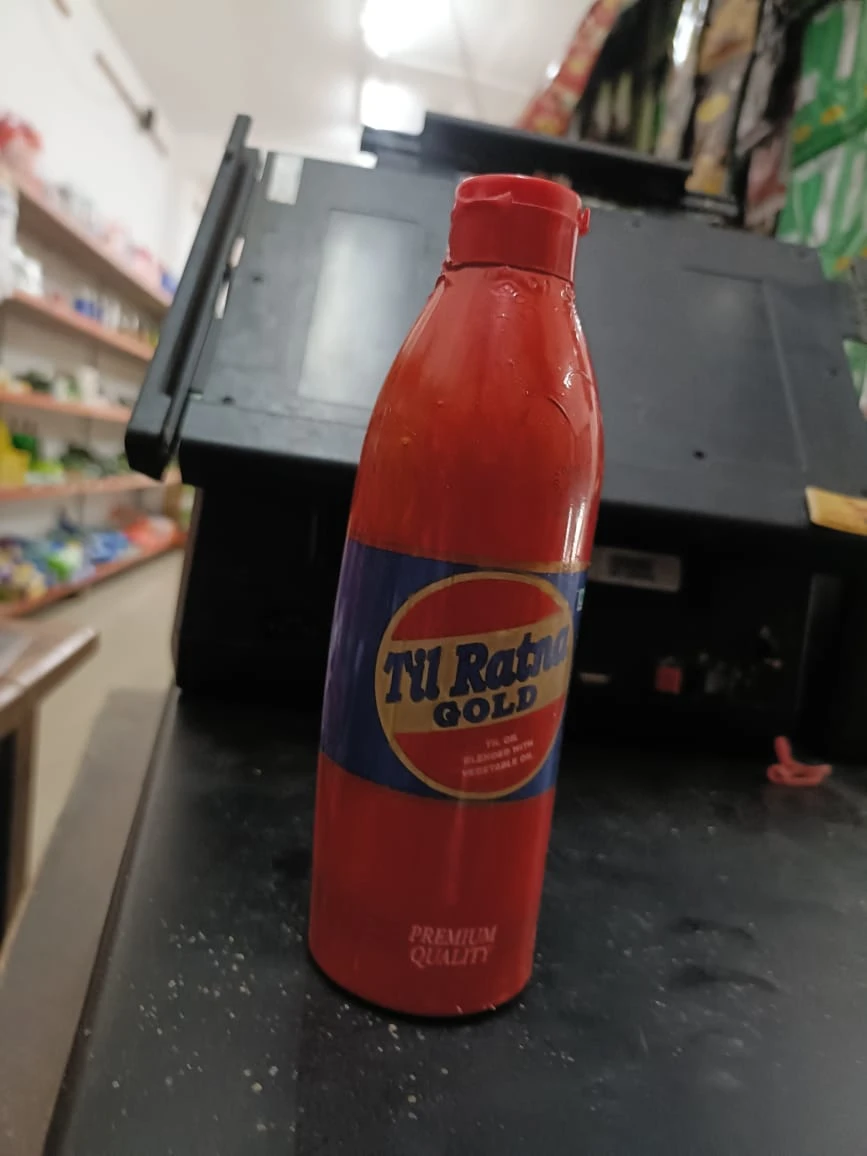 Til Ratna
GOLD
TIL OIL
BLENDED WITH
VEGETABLE OIL
PREMIUM
QUALITY